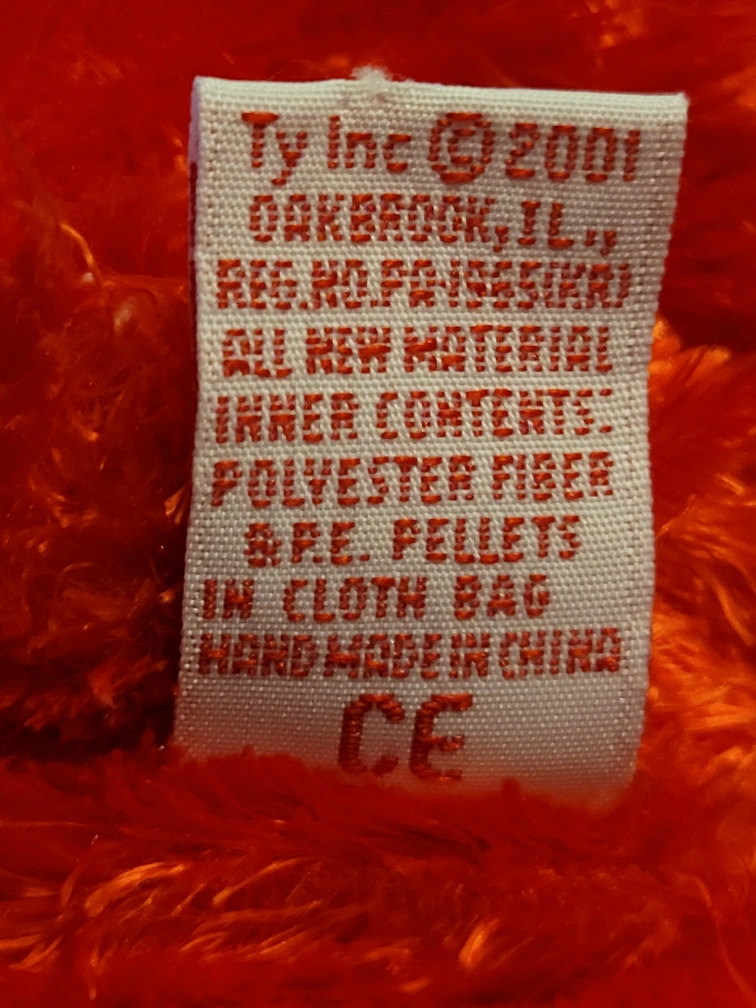 Ty Inc © 2001
OAKBROOK, IL.,,
REG.NO.PA-1965(KR)
ALL NEW MATERIAL
INNER CONTENTS:
POLYESTER FIBER
& P.E. PELLETS
IN CLOTH BAG
HAND MADE IN CHINA
CE